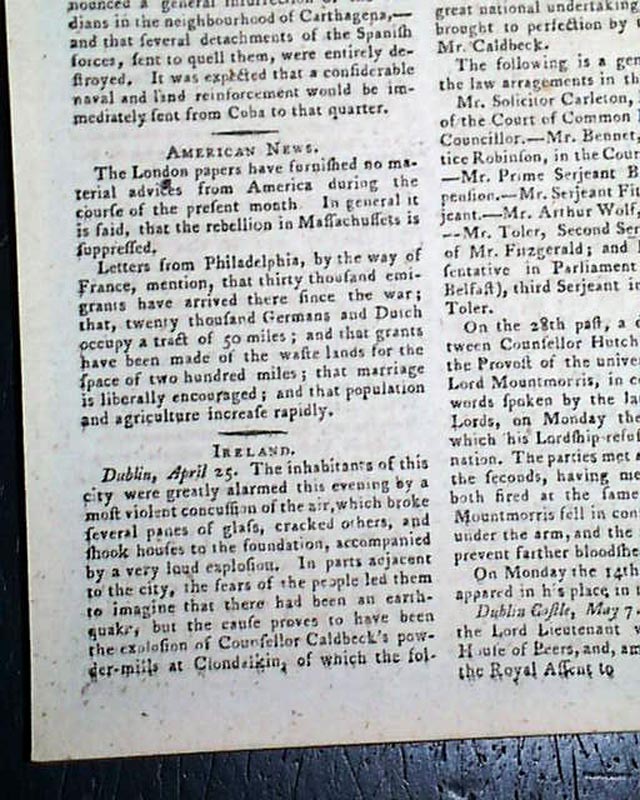 nounced a general insurrection of the
dians in the neighbourhood of Carthagena,—
and that ſeveral detachments of the Spaniſh
forces, ſent to quell them, were entirely de-
ſtroyed. It was expected that a conſiderable
naval and land reinforcement would be im-
mediately ſent from Cuba to that quarter.
AMERICAN NEWS.
The London papers have furniſhed no ma-
terial advices from America during the
courſe of the preſent month In general it
is ſaid, that the rebellion in Maſſachuſſets is
ſuppreſſed.
Letters from Philadelphia, by the way of
France, mention, that thirty thouſand emi-
grants have arrived there ſince the war;
that, twenty thouſand Germans and Dutch
occupy a tract of 50 miles; and that grants
have been made of the waſte lands for the
ſpace of two hundred miles; that marriage
is liberally encouraged; and that population
and agriculture increaſe rapidly.
IRELAND.
Dublin, April 25. The inhabitants of this
city were greatly alarmed this evening by a
moſt violent concuſſion of the air, which broke
ſeveral panes of glaſs, cracked others, and
ſhook houſes to the foundation, accompanied
by a very loud exploſion. In parts adjacent
to the city, the fears of the people led them
to imagine that there had been an earth-
quake, but the cauſe proves to have been
the exploſion of Counſellor Caldbeck's pow-
der-mills at Clondalkin, of which the fol-
great national undertaking
brought to perfection by
Mr. Caldbeck.
The following is a gen
the law arragements in th
Mr. Solicitor Carleton,
of the Court of Common
Councillor.—Mr. Bennet,
tice Robinſon, in the Cour
—Mr. Prime Serjeant B
penſion.—Mr. Serjeant Fit
jeant.—Mr. Arthur Wolf,
—Mr. Toler, Second Ser
of Mr. Fitzgerald; and
ſentative in Parliament
Belfaſt), third Serjeant in
Toler.
On the 28th paſt, a d
tween Counſellor Hutch
the Provoſt of the univer
Lord Mountmorris, in c
words ſpoken by the la
Lords, on Monday the
which his Lordſhip refuſ
nation. The parties met a
the ſeconds, having me
both fired at the ſame
Mountmorris fell in con
under the arm, and the
prevent farther bloodſhe
On Monday the 14th
appeared in his place in t
Dublin Caſtle, May 7.
the Lord Lieutenant w
Houſe of Peers, and, am
the Royal Aſſent to